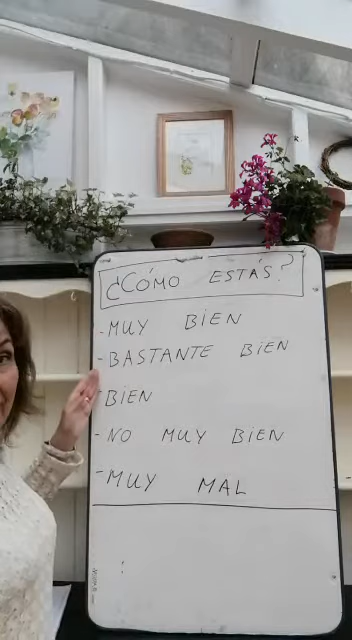 ¿CÓMO ESTÁS?
- MUY BIEN
- BASTANTE BIEN
- BIEN
- NO MUY BIEN
- MUY MAL